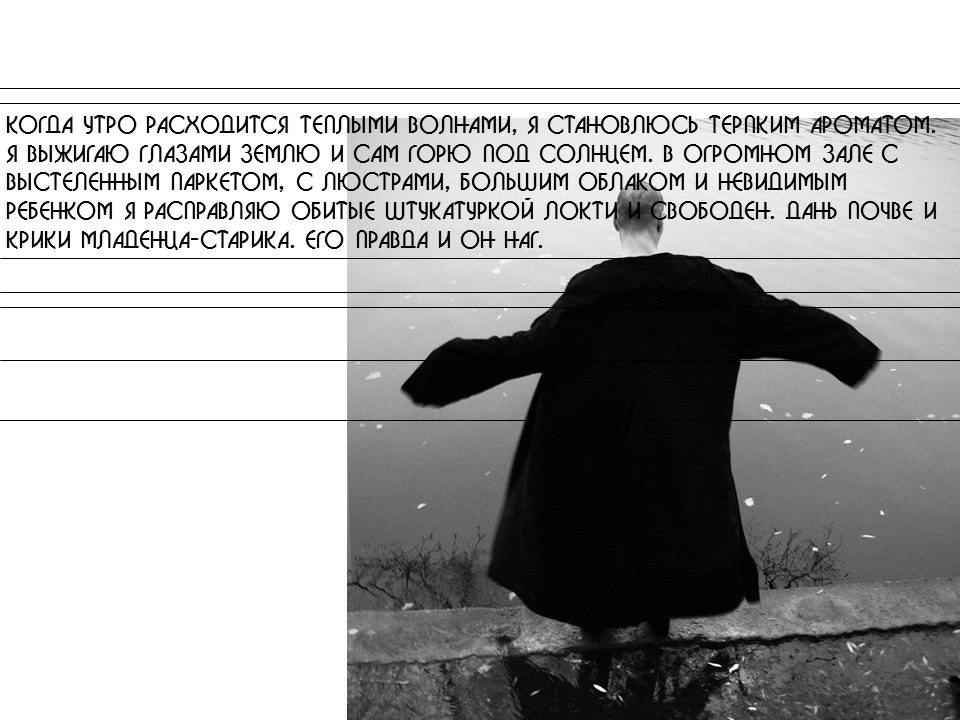 КОГДА УТРО РАСХОДИТСЯ ТЕПЛЫМИ ВОЛНАМИ, Я СТАНОВЛЮСЬ ТЕРПКИМ АРОМАТОМ.
Я ВЫЖИГАЮ ГЛАЗАМИ ЗЕМЛЮ И САМ ГОРЮ ПОД СОЛНЦЕМ. В ОГРОМНОМ ЗАЛЕ С
ВЫСТЕЛЕННЫМ ПАРКЕТОМ, С ЛЮСТРАМИ, БОЛЬШИМ ОБЛАКОМ И НЕВИДИМЫМ
РЕБЕНКОМ Я РАСПРАВЛЯЮ ОБИТЫЕ ШТУКАТУРКОЙ ЛОКТИ И СВОБОДЕН. ДАНЬ ПОЧВЕ И
КРИКИ МЛАДЕНЦА-СТАРИКА. ЕГО ПРАВДА И ОН НАГ.